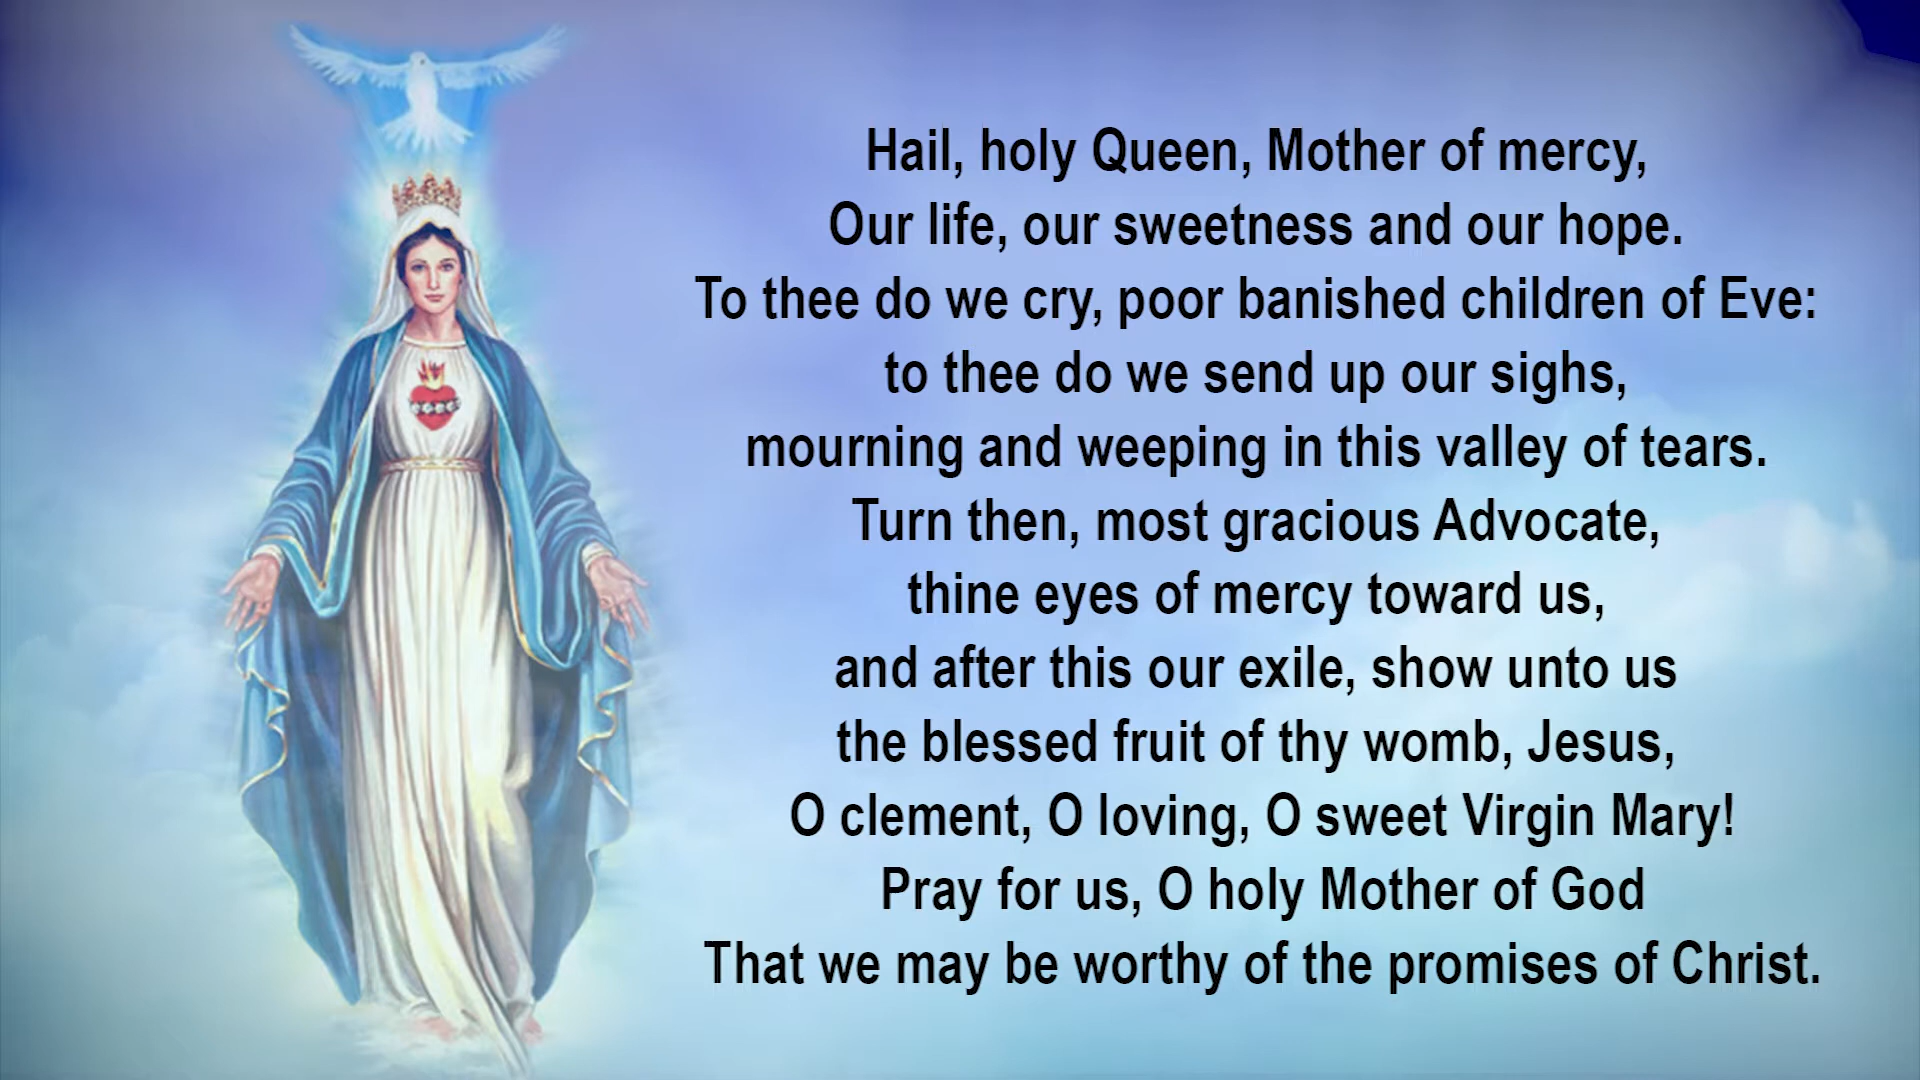 Hail, holy Queen, Mother of mercy,
Our life, our sweetness and our hope.
To thee do we cry, poor banished children of Eve:
to thee do we send up our sighs,
mourning and weeping in this valley of tears.
Turn then, most gracious Advocate,
thine eyes of mercy toward us,
and after this our exile, show unto us
the blessed fruit of thy womb, Jesus,
O clement, O loving, O sweet Virgin Mary!
Pray for us, O holy Mother of God
That we may be worthy of the promises of Christ.